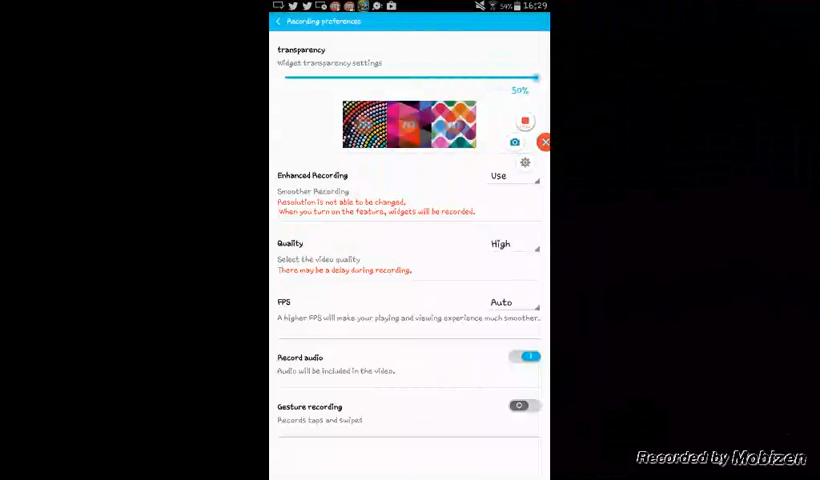 54% 16:29
Recording preferences
transparency
Widget transparency settings
50%
Enhanced Recording
Use
Smoother Recording
Resolution is not able to be changed.
When you turn on the feature, widgets will be recorded.
Quality
High
Select the video quality
There may be a delay during recording.
FPS
Auto
A higher FPS will make your playing and viewing experience much smoother.
Record audio
Audio will be included in the video.
Gesture recording
Records taps and swipes
Recorded by Mobizen